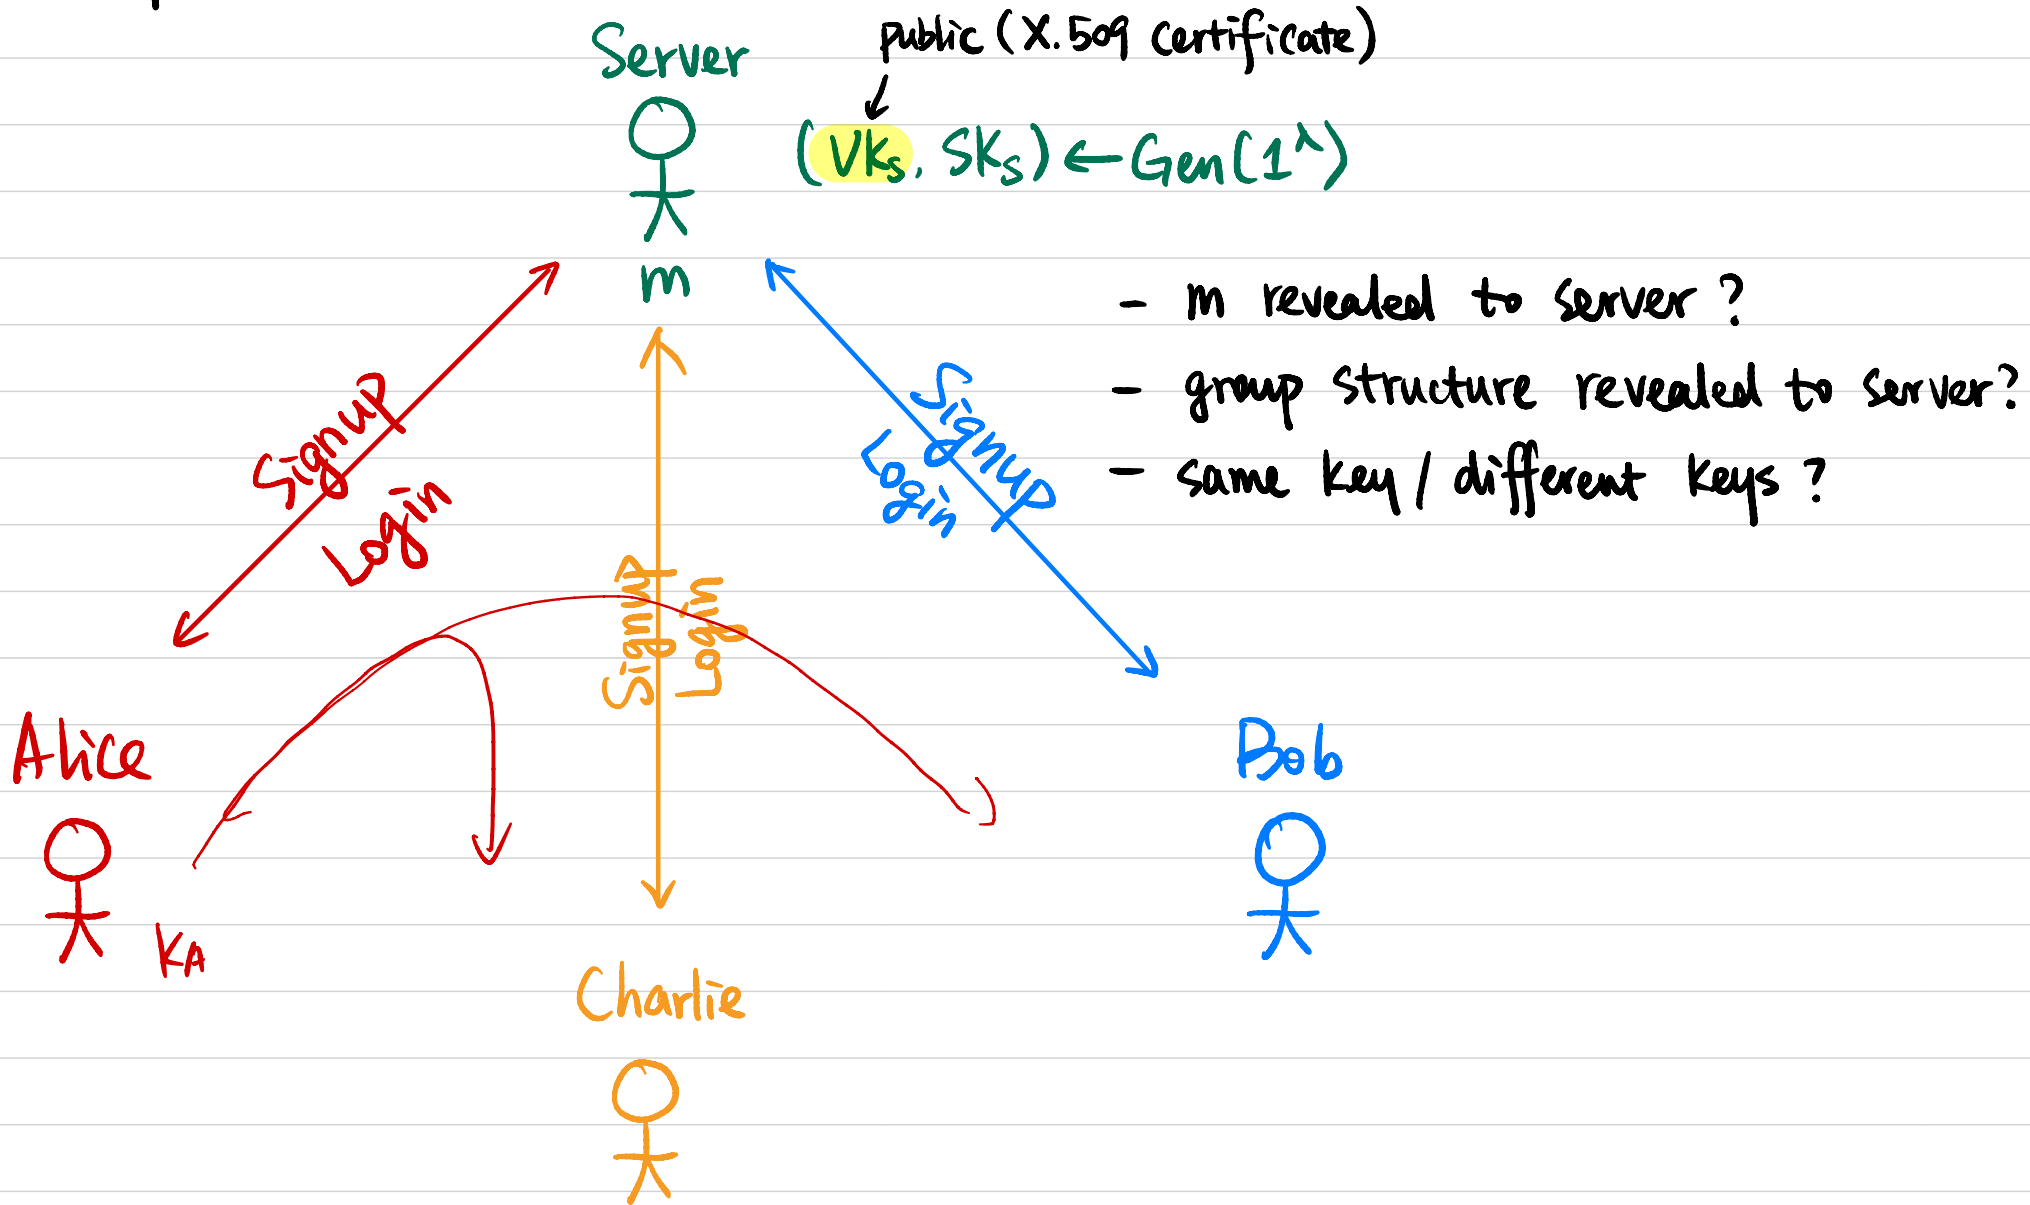 Server
public (X.509 certificate)
(VKs, SKs) ← Gen(1^λ)
m
- m revealed to server?
- group structure revealed to server?
- same key / different keys?
Signup
Login
Signup
Login
Signup
Login
Alice
Bob
KA
Charlie